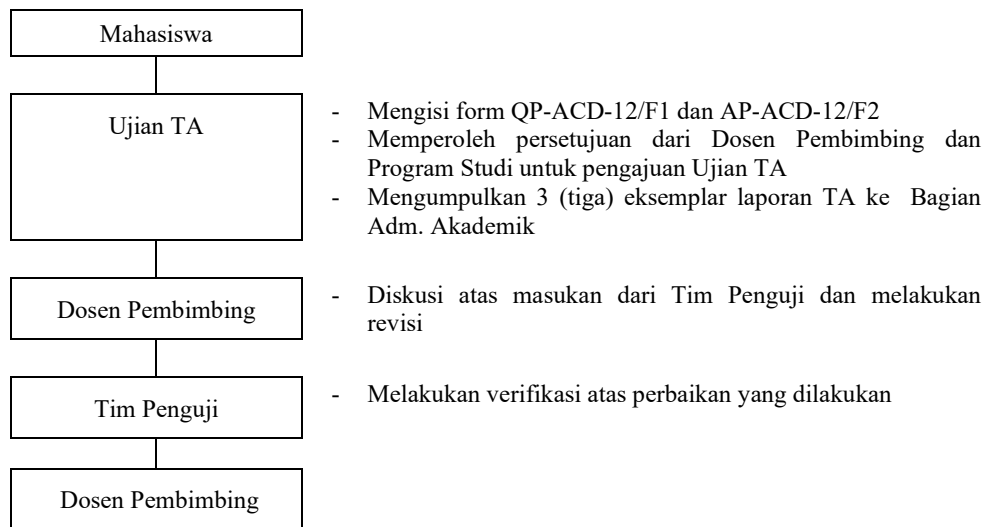 Mahasiswa
Ujian TA
- Mengisi form QP-ACD-12/F1 dan AP-ACD-12/F2
- Memperoleh persetujuan dari Dosen Pembimbing dan
Program Studi untuk pengajuan Ujian TA
- Mengumpulkan 3 (tiga) eksemplar laporan TA ke Bagian
Adm. Akademik
Dosen Pembimbing
- Diskusi atas masukan dari Tim Penguji dan melakukan
revisi
Tim Penguji
- Melakukan verifikasi atas perbaikan yang dilakukan
Dosen Pembimbing